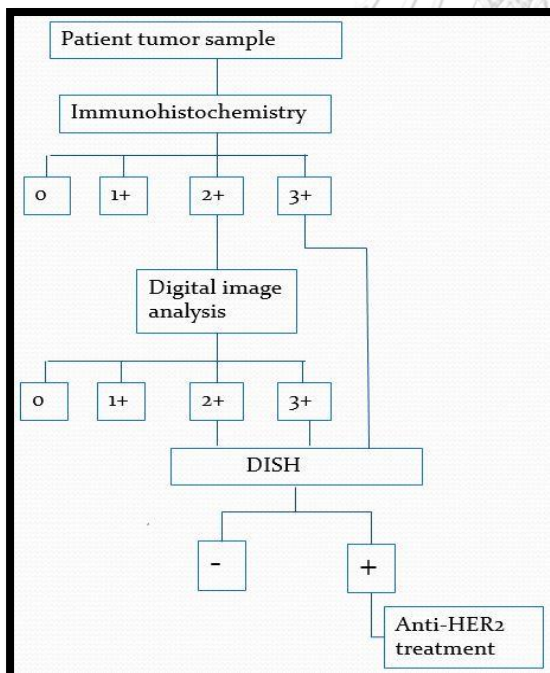 Patient tumor sample
Immunohistochemistry
0 1+ 2+ 3+
Digital image
analysis
0 1+ 2+ 3+
DISH
- +
Anti-HER2
treatment